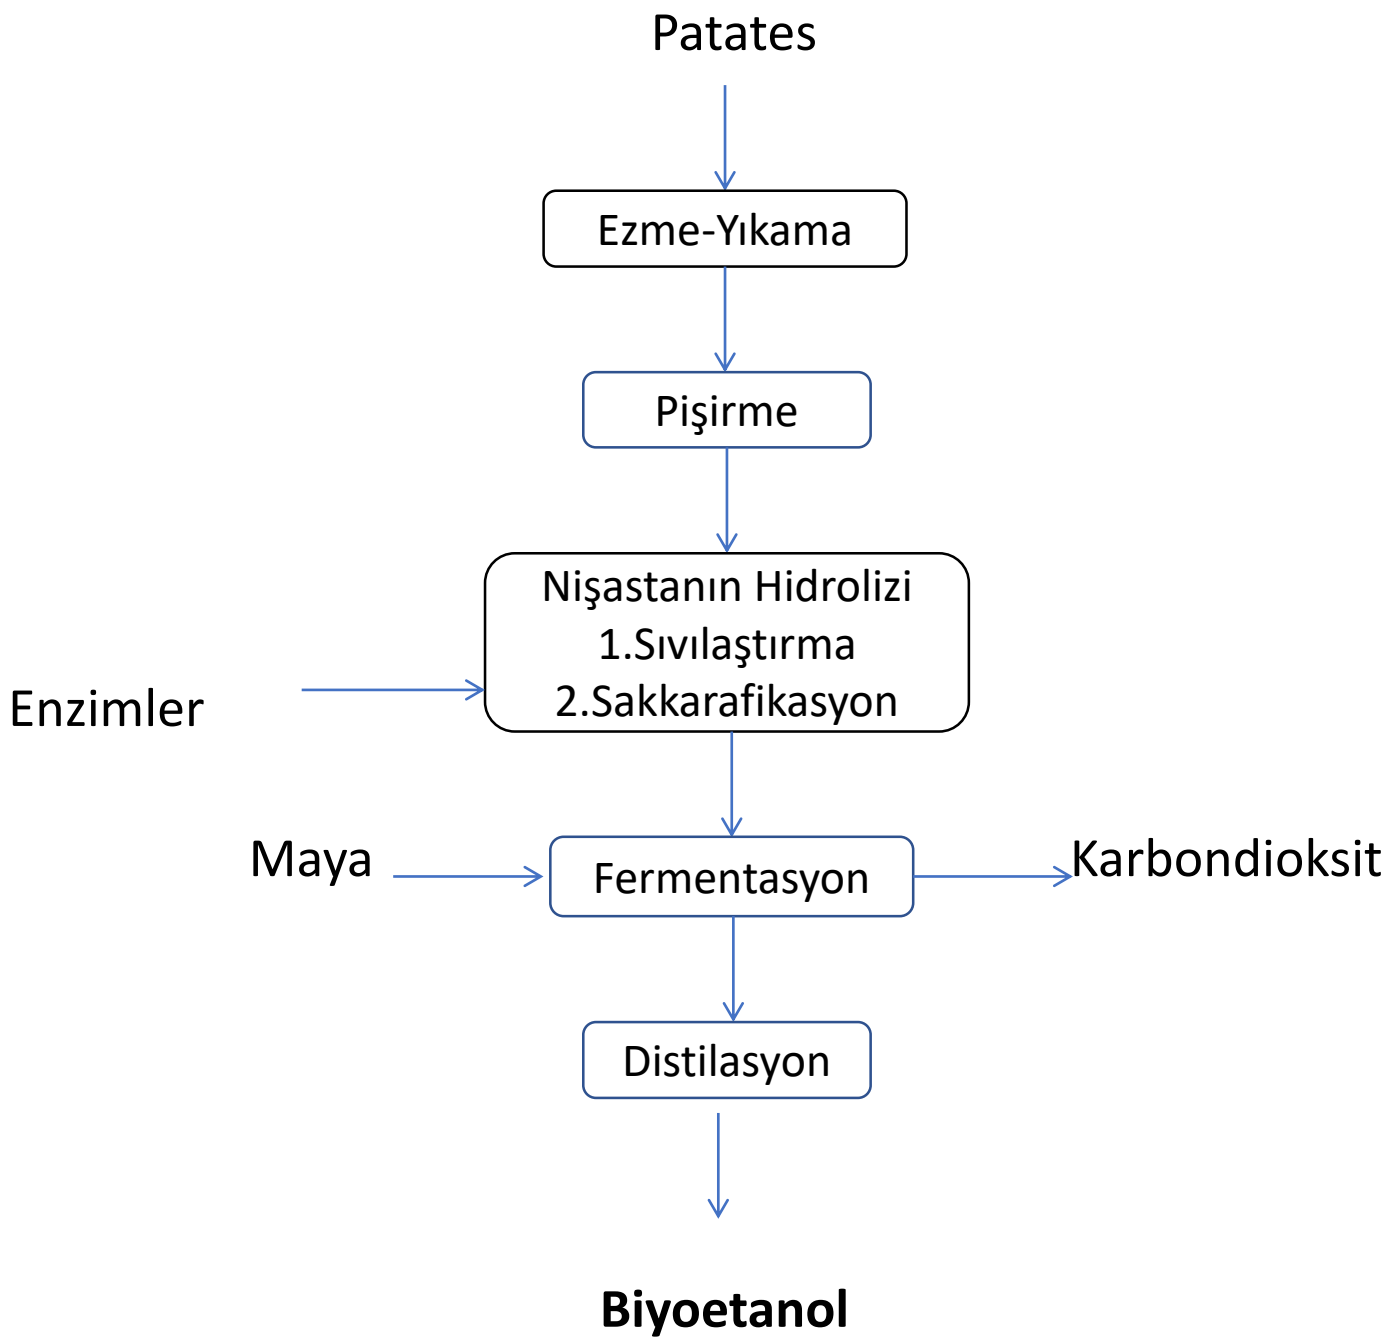 Patates
Ezme-Yıkama
Pişirme
Nişastanın Hidrolizi
1.Sıvılaştırma
2.Sakkarafikasyon
Enzimler
Maya
Fermentasyon
Karbondioksit
Distilasyon
Biyoetanol